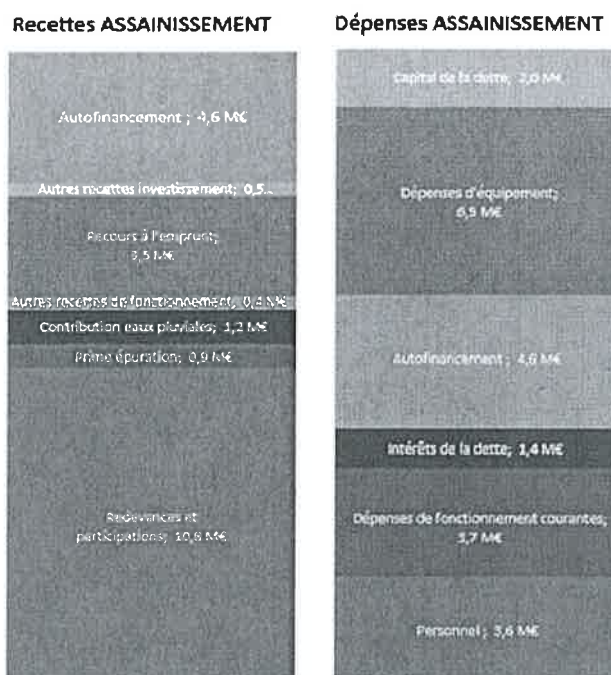 Recettes ASSAINISSEMENT
Autofinancement ; 4,6 M€
Autres recettes investissement; 0,5...
Recours à l'emprunt;
3,5 M€
Autres recettes de fonctionnement; 0,4 M€
Contribution eaux pluviales; 1,2 M€
Prime épuration; 0,9 M€
Redevances et
participations; 10,8 M€
Dépenses ASSAINISSEMENT
Capital de la dette; 2,0 M€
Dépenses d'équipement;
6,5 M€
Autofinancement ; 4,6 M€
Intérêts de la dette; 1,4 M€
Dépenses de fonctionnement courantes;
3,7 M€
Personnel ; 3,6 M€